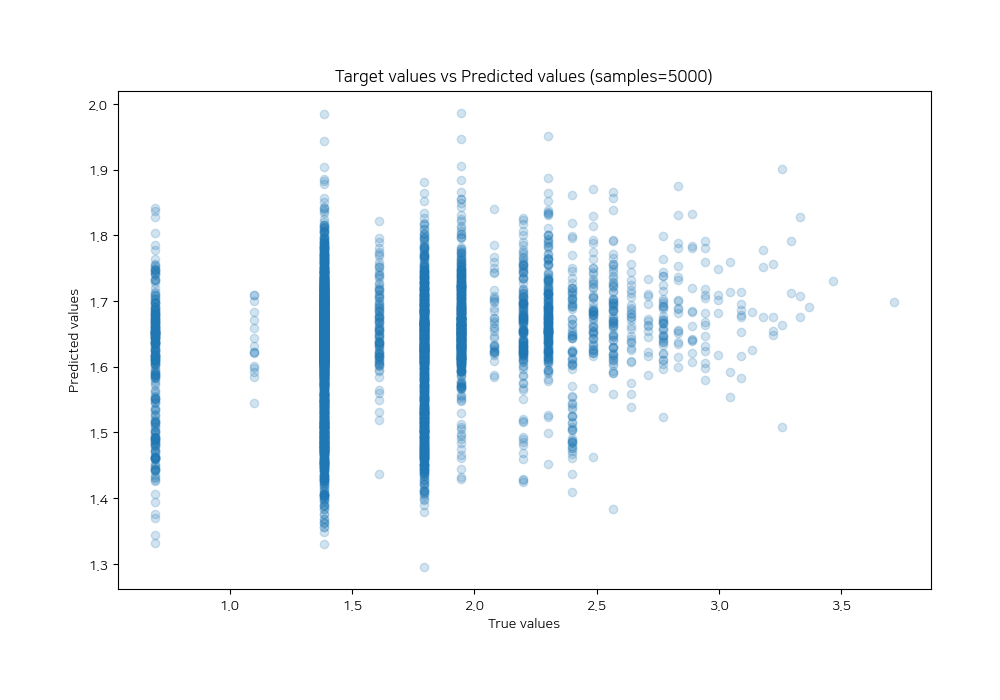 Target values vs Predicted values (samples=5000)
Predicted values
2.0
1.9
1.8
1.7
1.6
1.5
1.4
1.3
1.0 1.5 2.0 2.5 3.0 3.5
True values